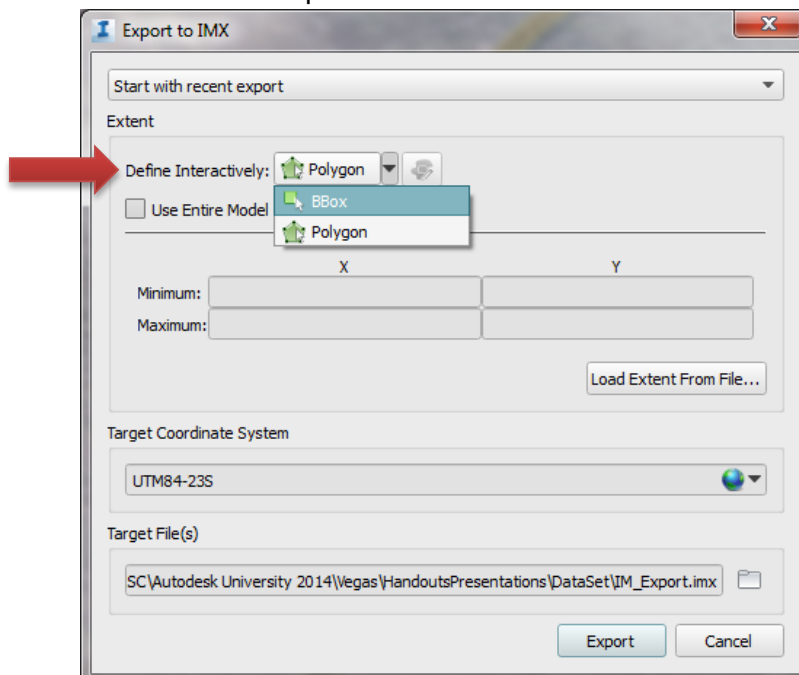 Export to IMX
Start with recent export
Extent
Define Interactively: Polygon
BBox
Use Entire Model
Polygon
X Y
Minimum:
Maximum:
Load Extent From File...
Target Coordinate System
UTM84-23S
Target File(s)
SC\Autodesk University 2014\Vegas\HandoutsPresentations\DataSet\IM_Export.imx
Export Cancel